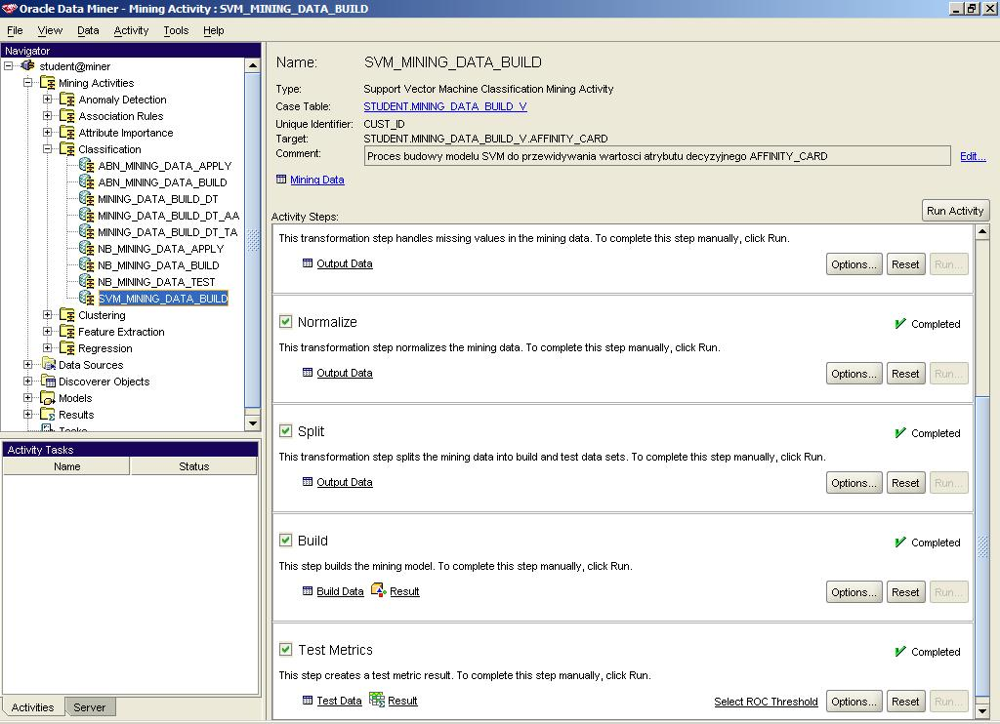 Oracle Data Miner - Mining Activity : SVM_MINING_DATA_BUILD
File View Data Activity Tools Help
Navigator
student@miner
Mining Activities
Anomaly Detection
Association Rules
Attribute Importance
Classification
ABN_MINING_DATA_APPLY
ABN_MINING_DATA_BUILD
MINING_DATA_BUILD_DT
MINING_DATA_BUILD_DT_AA
MINING_DATA_BUILD_DT_TA
NB_MINING_DATA_APPLY
NB_MINING_DATA_BUILD
NB_MINING_DATA_TEST
SVM_MINING_DATA_BUILD
Clustering
Feature Extraction
Regression
Data Sources
Discoverer Objects
Models
Results
Tasks
Activity Tasks
Name Status
Activities Server
Name: SVM_MINING_DATA_BUILD
Type: Support Vector Machine Classification Mining Activity
Case Table: STUDENT.MINING_DATA_BUILD_V
Unique Identifier: CUST_ID
Target: STUDENT.MINING_DATA_BUILD_V.AFFINITY_CARD
Comment: Proces budowy modelu SVM do przewidywania wartosci atrybutu decyzyjnego AFFINITY_CARD Edit...
Mining Data
Activity Steps: Run Activity
This transformation step handles missing values in the mining data. To complete this step manually, click Run.
Output Data Options... Reset Run...
Normalize Completed
This transformation step normalizes the mining data. To complete this step manually, click Run.
Output Data Options... Reset Run...
Split Completed
This transformation step splits the mining data into build and test data sets. To complete this step manually, click Run.
Output Data Options... Reset Run...
Build Completed
This step builds the mining model. To complete this step manually, click Run.
Build Data Result Options... Reset Run...
Test Metrics Completed
This step creates a test metric result. To complete this step manually, click Run.
Test Data Result Select ROC Threshold Options... Reset Run...